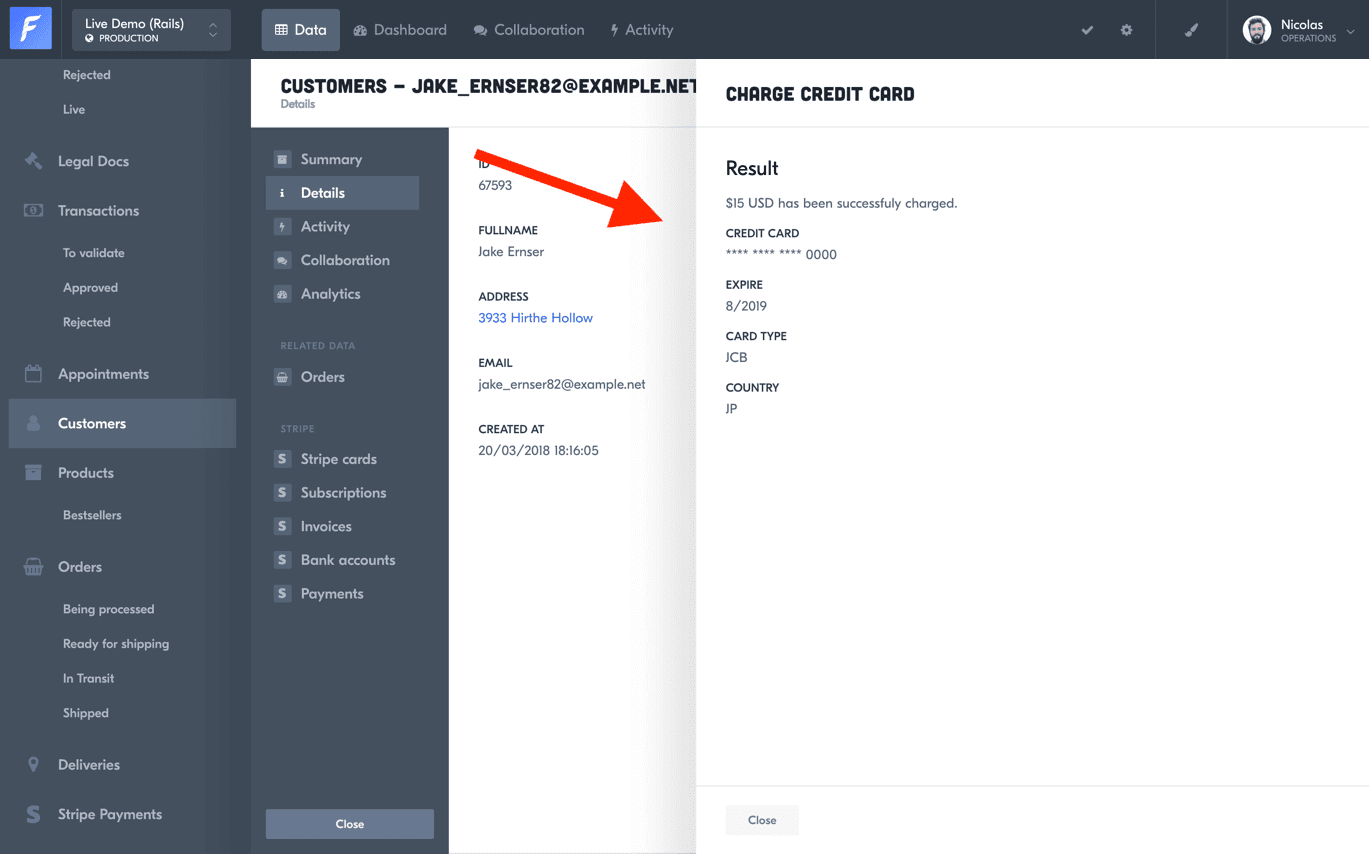 Live Demo (Rails)
PRODUCTION
Data
Dashboard
Collaboration
Activity
Nicolas
OPERATIONS
Rejected
Live
Legal Docs
Transactions
To validate
Approved
Rejected
Appointments
Customers
Products
Bestsellers
Orders
Being processed
Ready for shipping
In Transit
Shipped
Deliveries
Stripe Payments
CUSTOMERS – JAKE_ERNSER82@EXAMPLE.NET
Details
Summary
Details
Activity
Collaboration
Analytics
RELATED DATA
Orders
STRIPE
S Stripe cards
S Subscriptions
S Invoices
S Bank accounts
S Payments
Close
ID
67593
FULLNAME
Jake Ernser
ADDRESS
3933 Hirthe Hollow
EMAIL
jake_ernser82@example.net
CREATED AT
20/03/2018 18:16:05
CHARGE CREDIT CARD
Result
$15 USD has been successfuly charged.
CREDIT CARD
**** **** **** 0000
EXPIRE
8/2019
CARD TYPE
JCB
COUNTRY
JP
Close